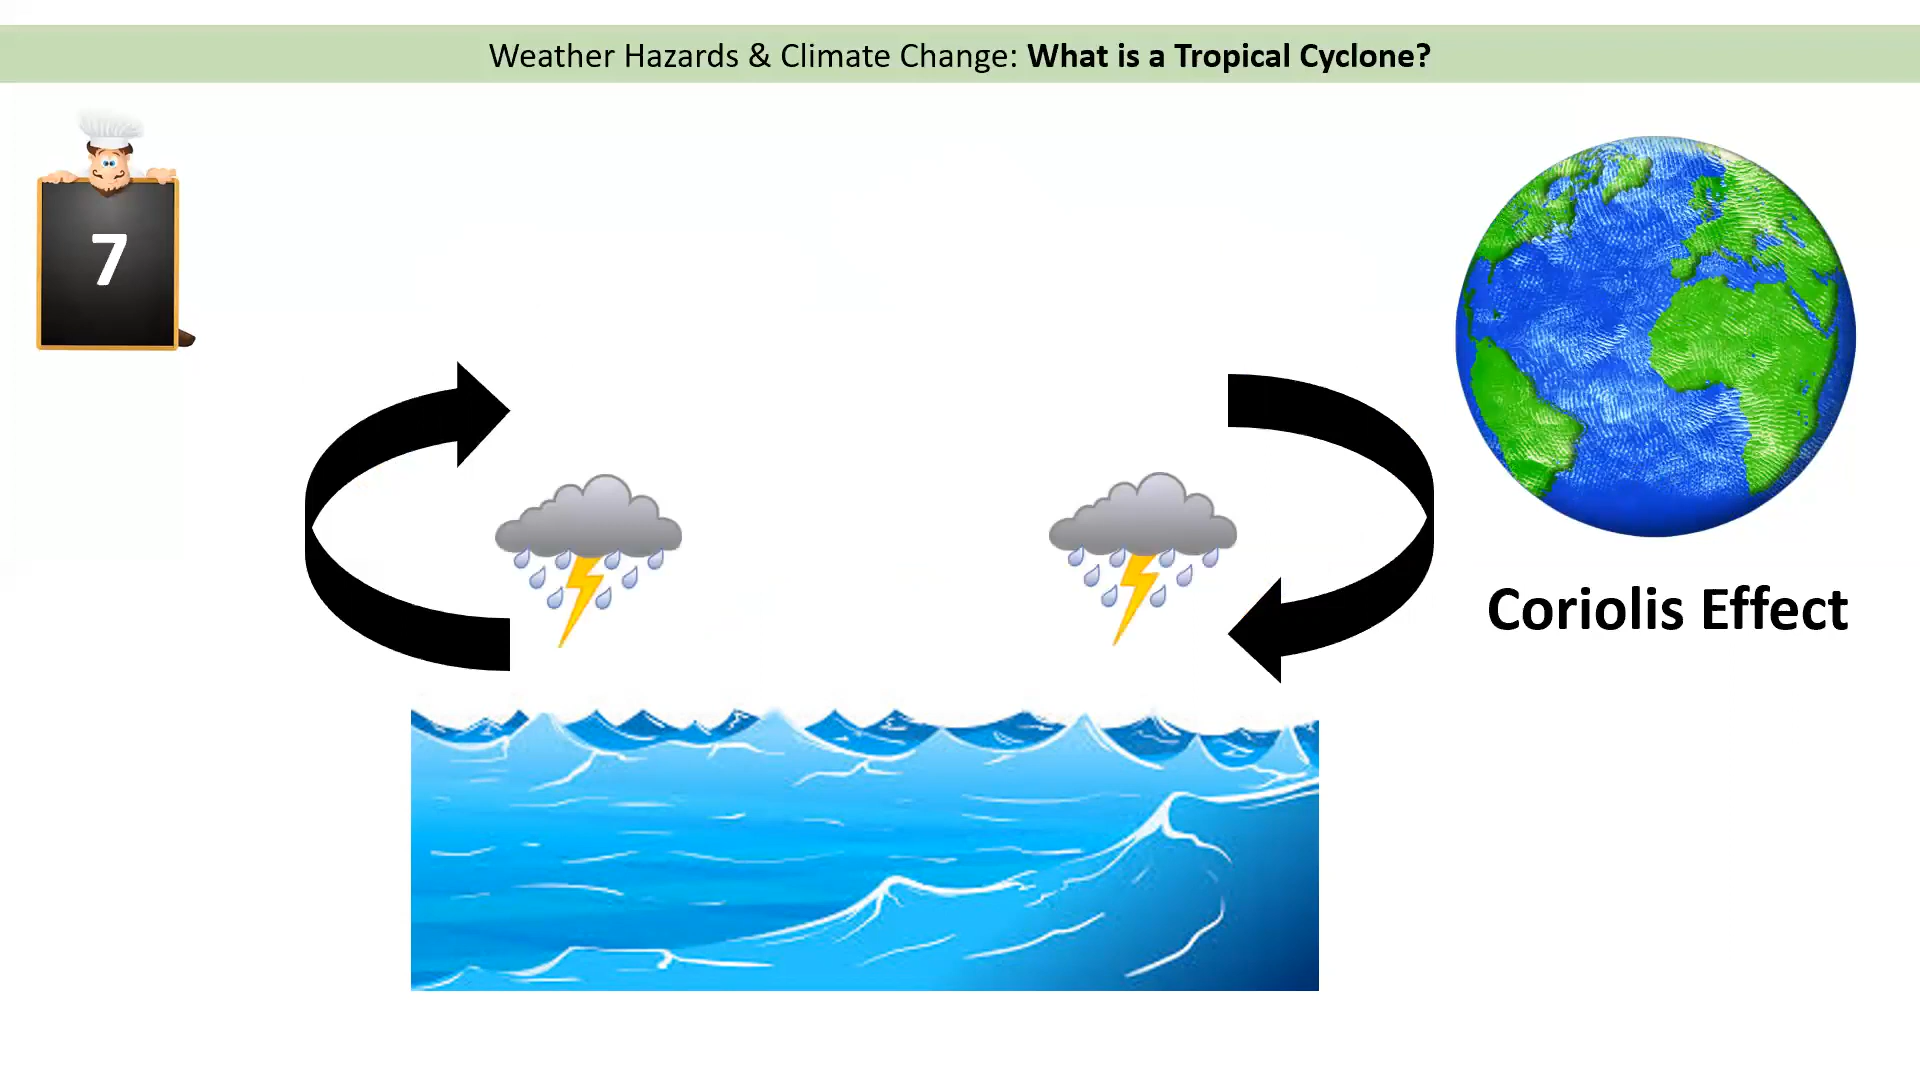 Weather Hazards & Climate Change: What is a Tropical Cyclone?
7
Coriolis Effect